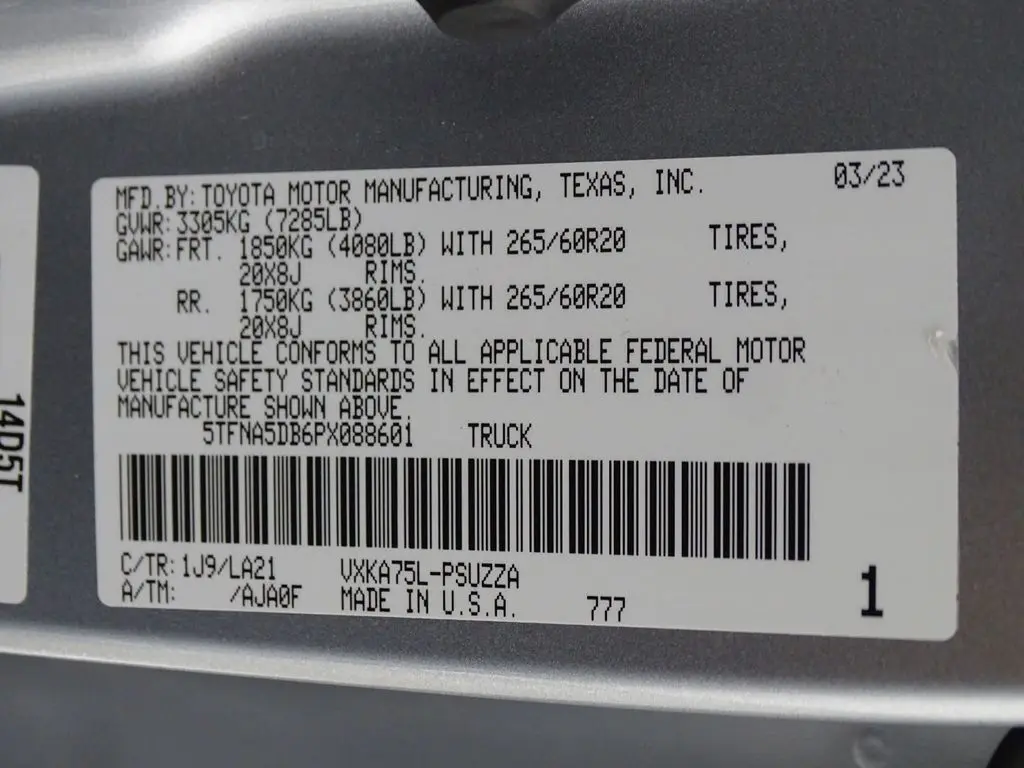 MFD.BY: TOYOTA MOTOR MANUFACTURING, TEXAS, INC. 03/23
GVWR: 3305KG (7285LB)
GAWR: FRT. 1850KG (4080LB) WITH 265/60R20 TIRES,
20X8J RIMS.
RR. 1750KG (3860LB) WITH 265/60R20 TIRES,
20X8J RIMS.
THIS VEHICLE CONFORMS TO ALL APPLICABLE FEDERAL MOTOR
VEHICLE SAFETY STANDARDS IN EFFECT ON THE DATE OF
MANUFACTURE SHOWN ABOVE.
5TFNA5DB6PX088601 TRUCK
C/TR: 1J9/LA21 VXKA75L-PSUZZA
A/TM: /AJA0F MADE IN U.S.A. 777 1
14D5T